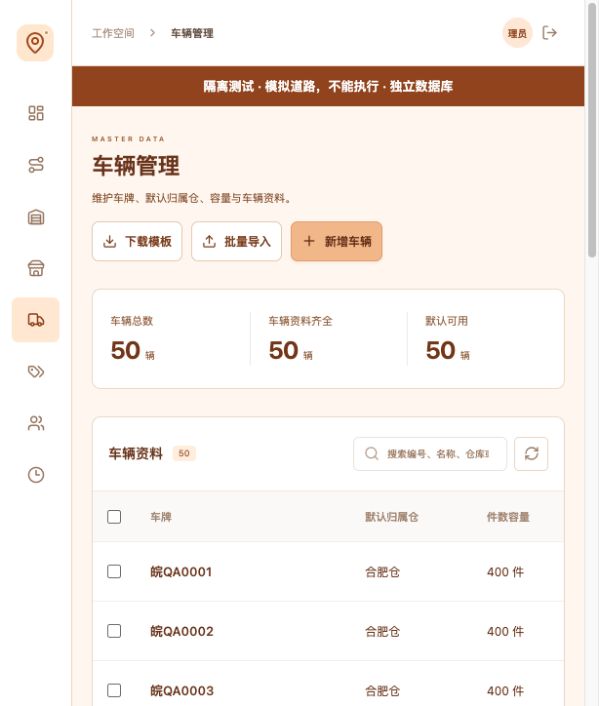 工作空间 > 车辆管理
理员
隔离测试 · 模拟道路，不能执行 · 独立数据库
MASTER DATA
车辆管理
维护车牌、默认归属仓、容量与车辆资料。
下载模板 批量导入 新增车辆
车辆总数 车辆资料齐全 默认可用
50 辆 50 辆 50 辆
车辆资料 50 搜索编号、名称、仓库
车牌 默认归属仓 件数容量
皖QA0001 合肥仓 400 件
皖QA0002 合肥仓 400 件
皖QA0003 合肥仓 400 件